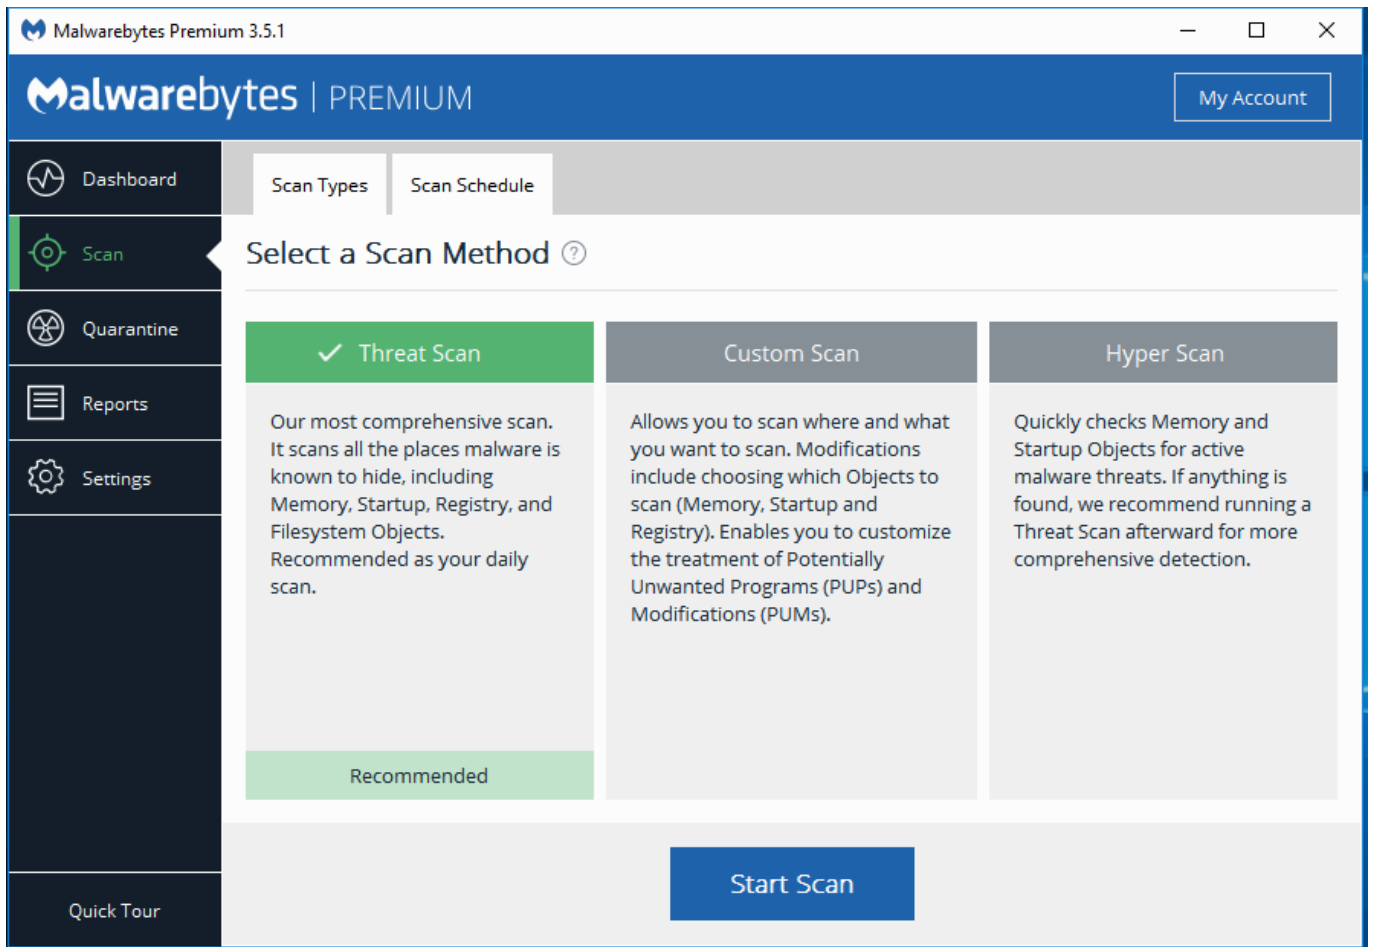 Malwarebytes Premium 3.5.1
Malwarebytes | PREMIUM
My Account
Dashboard
Scan
Quarantine
Reports
Settings
Quick Tour
Scan Types
Scan Schedule
Select a Scan Method ?
Threat Scan
Our most comprehensive scan.
It scans all the places malware is
known to hide, including
Memory, Startup, Registry, and
Filesystem Objects.
Recommended as your daily
scan.
Recommended
Custom Scan
Allows you to scan where and what
you want to scan. Modifications
include choosing which Objects to
scan (Memory, Startup and
Registry). Enables you to customize
the treatment of Potentially
Unwanted Programs (PUPs) and
Modifications (PUMs).
Hyper Scan
Quickly checks Memory and
Startup Objects for active
malware threats. If anything is
found, we recommend running a
Threat Scan afterward for more
comprehensive detection.
Start Scan